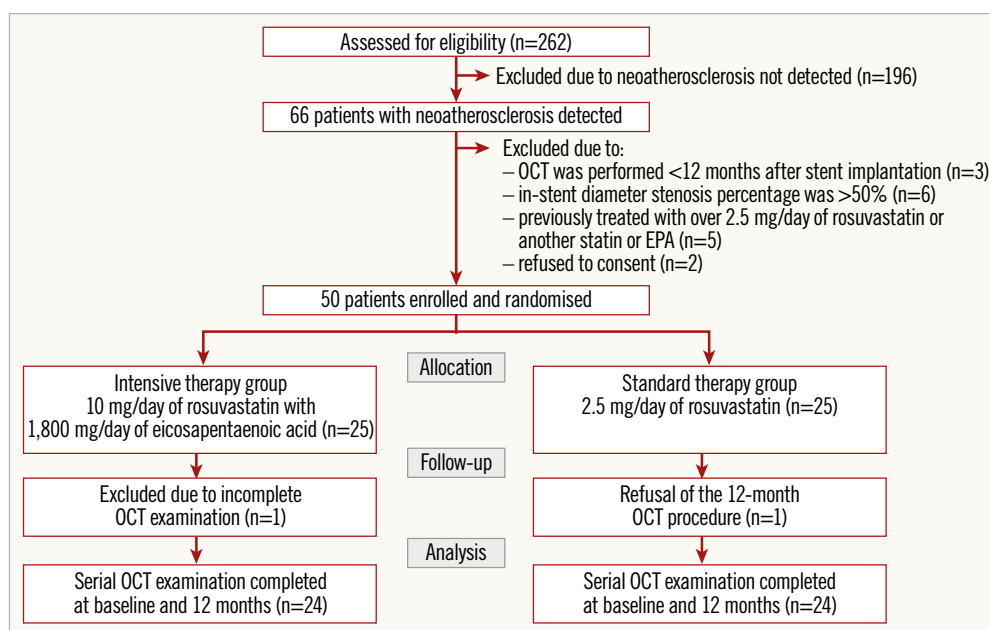 Assessed for eligibility (n=262)
Excluded due to neoatherosclerosis not detected (n=196)
66 patients with neoatherosclerosis detected
Excluded due to:
– OCT was performed <12 months after stent implantation (n=3)
– in-stent diameter stenosis percentage was >50% (n=6)
– previously treated with over 2.5 mg/day of rosuvastatin or
another statin or EPA (n=5)
– refused to consent (n=2)
50 patients enrolled and randomised
Allocation
Intensive therapy group
10 mg/day of rosuvastatin with
1,800 mg/day of eicosapentaenoic acid (n=25)
Standard therapy group
2.5 mg/day of rosuvastatin (n=25)
Follow-up
Excluded due to incomplete
OCT examination (n=1)
Refusal of the 12-month
OCT procedure (n=1)
Analysis
Serial OCT examination completed
at baseline and 12 months (n=24)
Serial OCT examination completed
at baseline and 12 months (n=24)